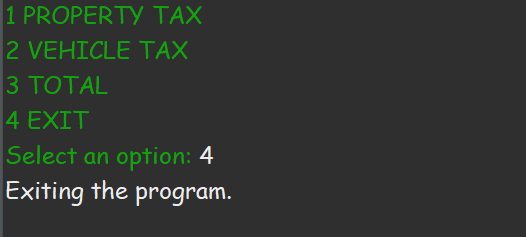 1 PROPERTY TAX
2 VEHICLE TAX
3 TOTAL
4 EXIT
Select an option: 4
Exiting the program.